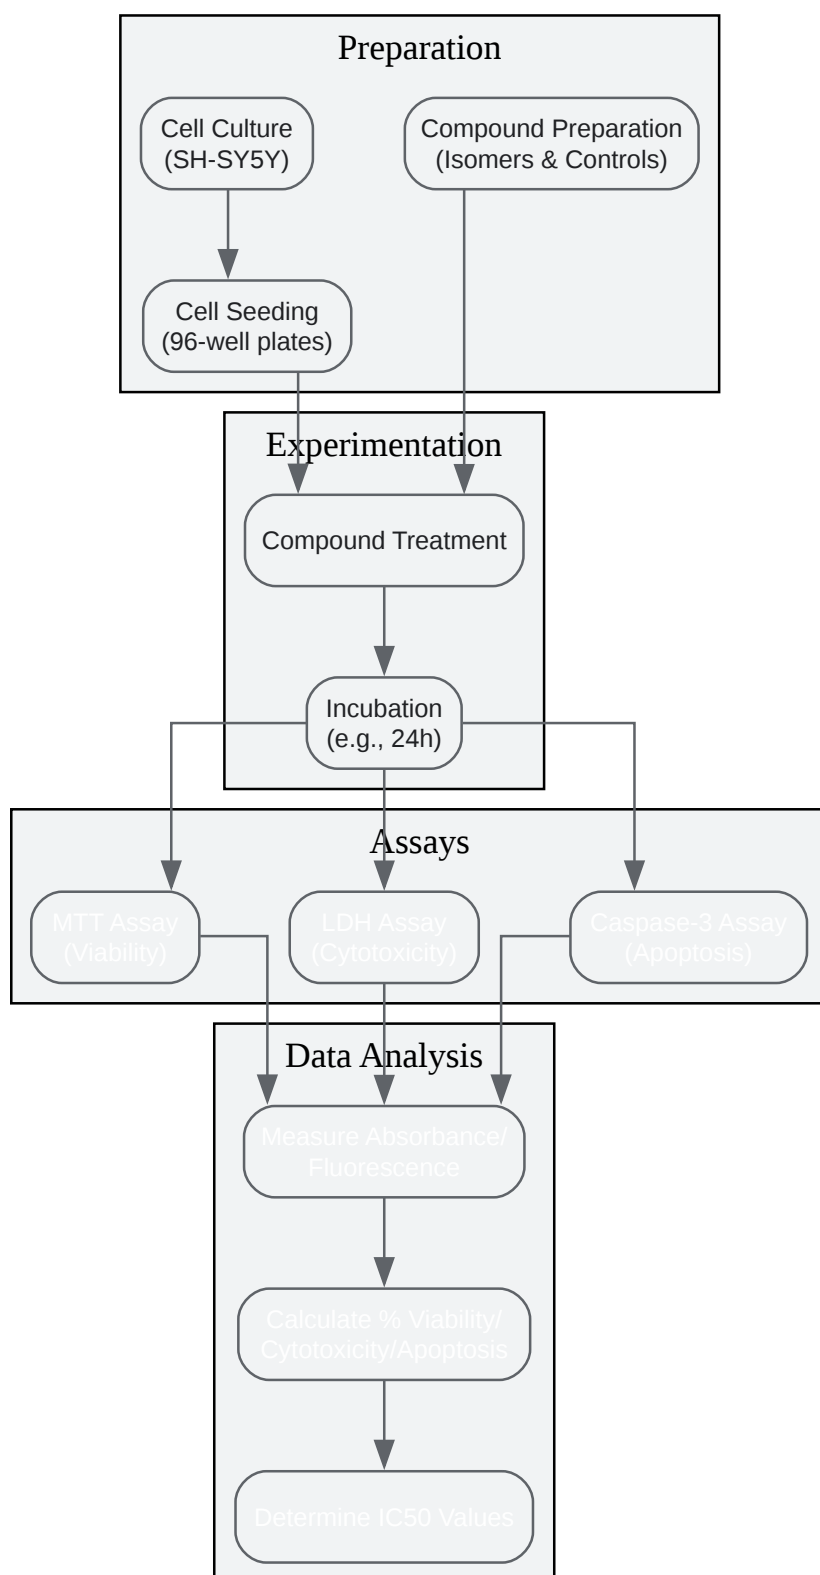 Preparation
Cell Culture
(SH-SY5Y)
Compound Preparation
(Isomers & Controls)
Cell Seeding
(96-well plates)
Experimentation
Compound Treatment
Incubation
(e.g., 24h)
Assays
MTT Assay
(Viability)
LDH Assay
(Cytotoxicity)
Caspase-3 Assay
(Apoptosis)
Data Analysis
Measure Absorbance/
Fluorescence
Calculate % Viability/
Cytotoxicity/Apoptosis
Determine IC50 Values